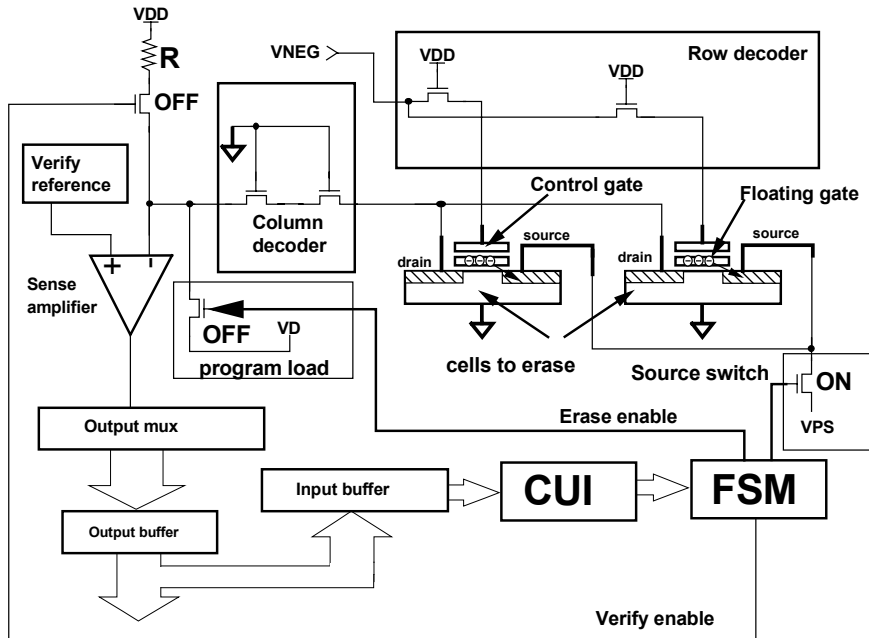 VDD
R
OFF
VNEG
Row decoder
VDD
VDD
Verify
reference
Column
decoder
Control gate
Floating gate
drain
source
drain
source
+
-
Sense
amplifier
OFF
VD
program load
cells to erase
Source switch
ON
VPS
Erase enable
Output mux
Input buffer
CUI
FSM
Output buffer
Verify enable